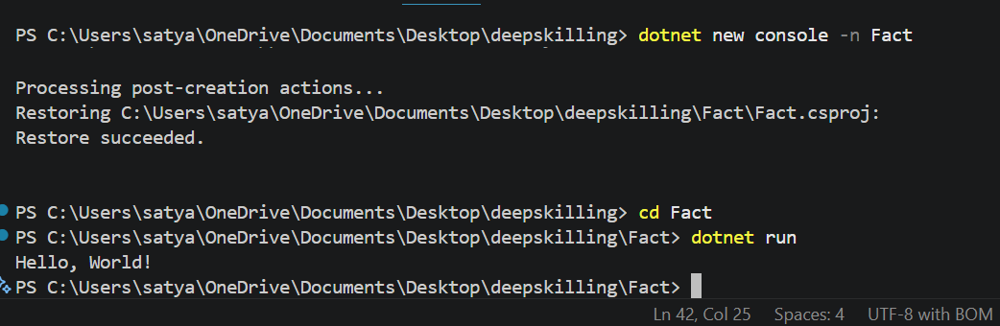 PS C:\Users\satya\OneDrive\Documents\Desktop\deepskilling> dotnet new console -n Fact
Processing post-creation actions...
Restoring C:\Users\satya\OneDrive\Documents\Desktop\deepskilling\Fact\Fact.csproj:
Restore succeeded.
PS C:\Users\satya\OneDrive\Documents\Desktop\deepskilling> cd Fact
PS C:\Users\satya\OneDrive\Documents\Desktop\deepskilling\Fact> dotnet run
Hello, World!
PS C:\Users\satya\OneDrive\Documents\Desktop\deepskilling\Fact>
Ln 42, Col 25 Spaces: 4 UTF-8 with BOM